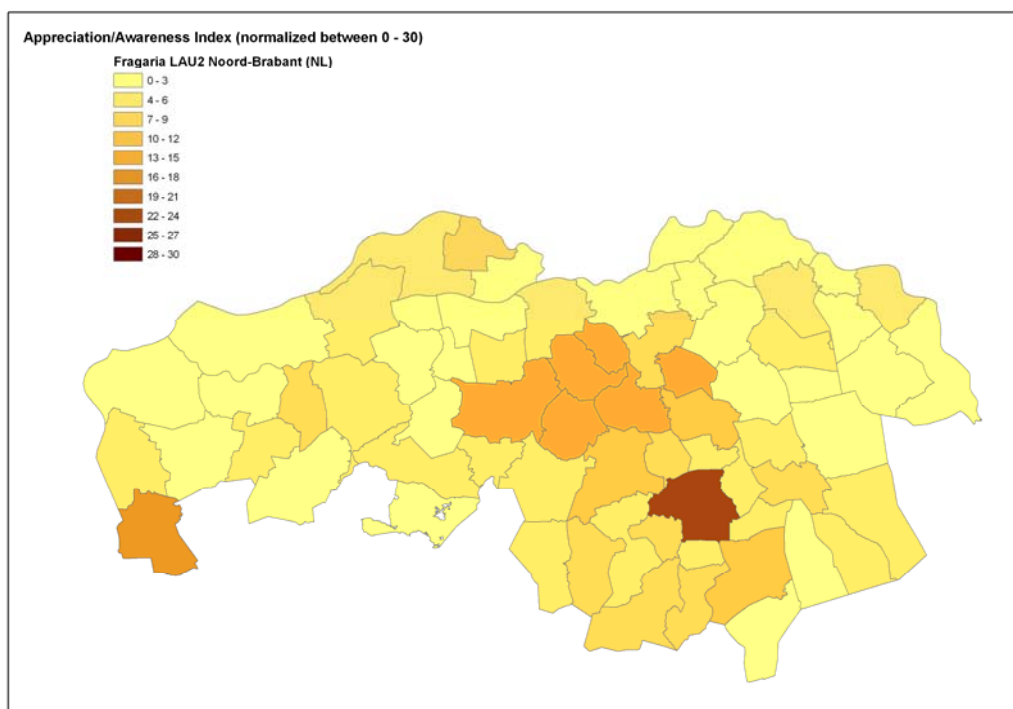 Appreciation/Awareness Index (normalized between 0 - 30)
Fragaria LAU2 Noord-Brabant (NL)
0 - 3
4 - 6
7 - 9
10 - 12
13 - 15
16 - 18
19 - 21
22 - 24
25 - 27
28 - 30